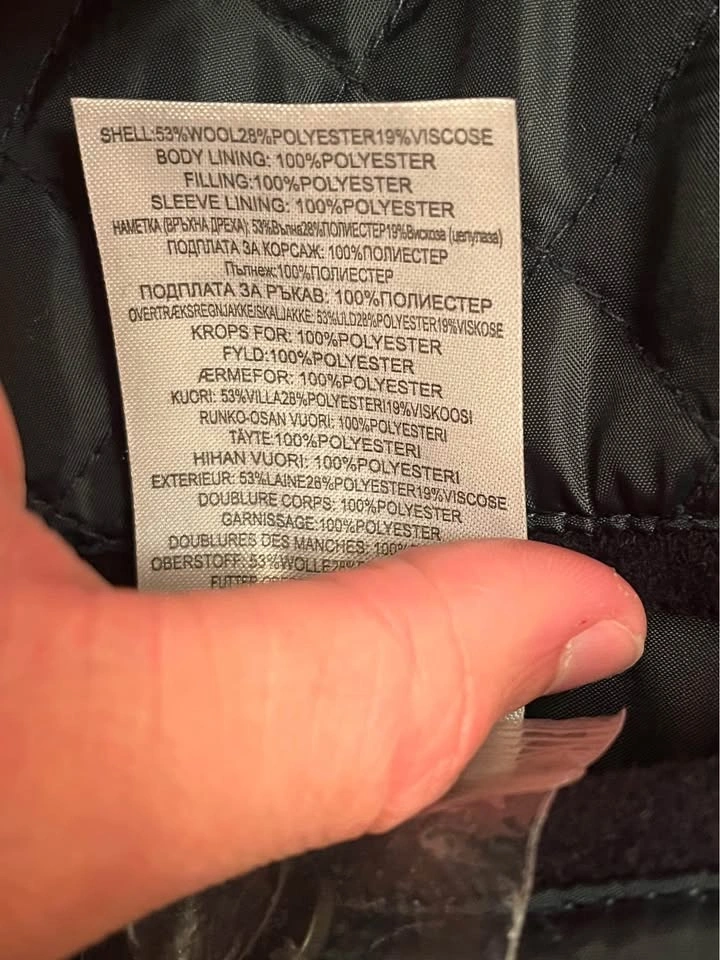 SHELL:53%WOOL28%POLYESTER19%VISCOSE
BODY LINING: 100%POLYESTER
FILLING:100%POLYESTER
SLEEVE LINING: 100%POLYESTER
НАМЕТКА (ВРЪХНА ДРЕХА): 53%Вълна28%ПОЛИЕСТЕР19%Вискоза (целулаза)
ПОДПЛАТА ЗА КОРСАЖ: 100%ПОЛИЕСТЕР
Пълнеж:100%ПОЛИЕСТЕР
ПОДПЛАТА ЗА РЪКАВ: 100%ПОЛИЕСТЕР
OVERTRÆKSREGNJAKKE/SKALJAKKE: 53%ULD28%POLYESTER19%VISKOSE
KROPS FOR: 100%POLYESTER
FYLD:100%POLYESTER
ÆRMEFOR: 100%POLYESTER
KUORI: 53%VILLA28%POLYESTERI19%VISKOOSI
RUNKO-OSAN VUORI: 100%POLYESTERI
TÄYTE:100%POLYESTERI
HIHAN VUORI: 100%POLYESTERI
EXTERIEUR: 53%LAINE28%POLYESTER19%VISCOSE
DOUBLURE CORPS: 100%POLYESTER
GARNISSAGE:100%POLYESTER
DOUBLURES DES MANCHES: 100%
OBERSTOFF: 53%WOLLE28%